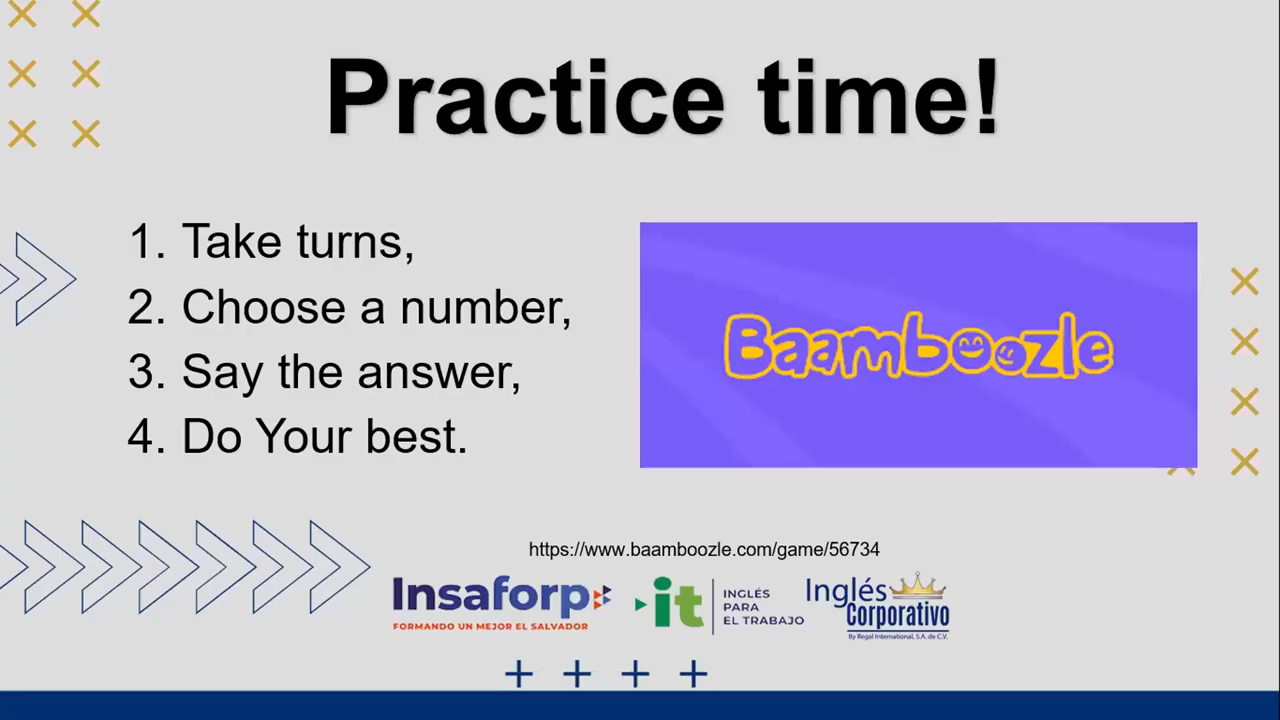 Practice time!
1. Take turns,
2. Choose a number,
3. Say the answer,
4. Do Your best.
Baamboozle
https://www.baamboozle.com/game/56734
Insaforp
FORMANDO UN MEJOR EL SALVADOR
it
INGLÉS
PARA
EL TRABAJO
Inglés
Corporativo
By Regal International, S.A. de C.V.